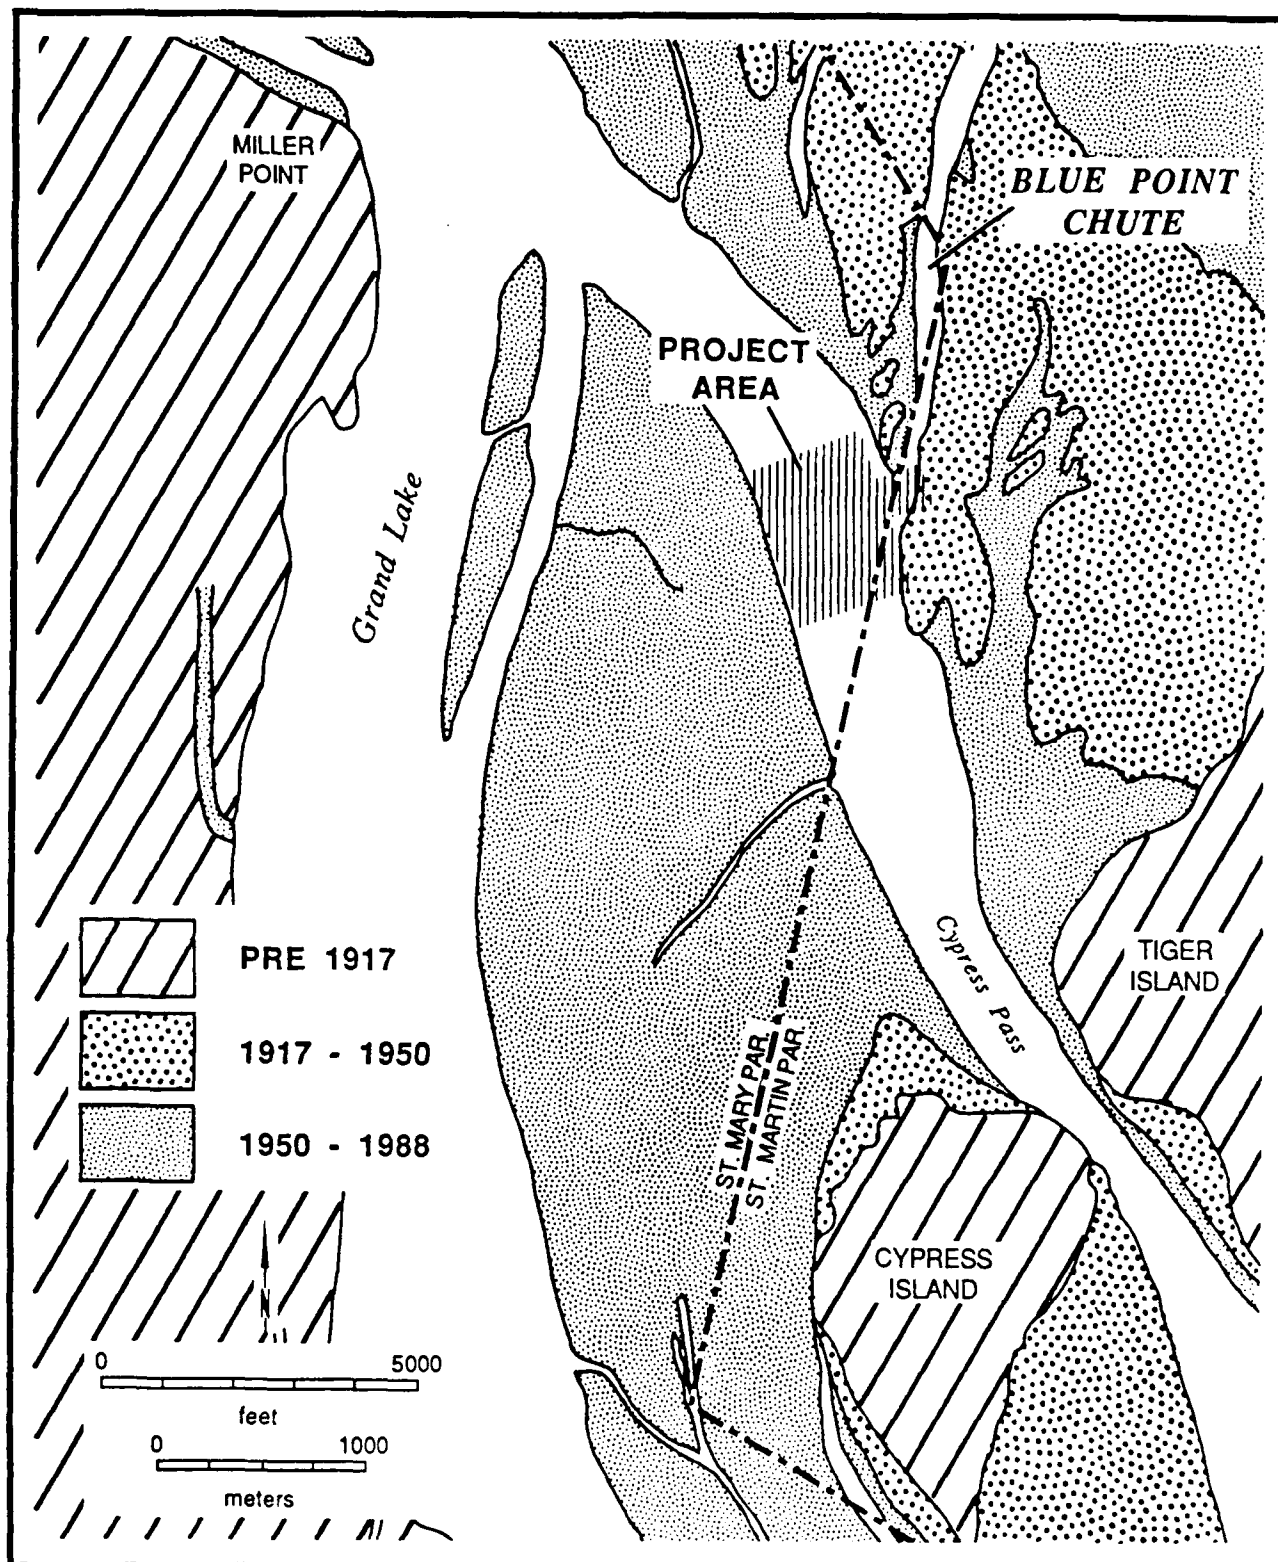 MILLER
POINT
BLUE POINT
CHUTE
PROJECT
AREA
Grand Lake
PRE 1917
1917 - 1950
1950 - 1988
Cypress Pass
TIGER
ISLAND
ST. MARY PAR.
ST. MARTIN PAR.
CYPRESS
ISLAND
N
0 5000
feet
0 1000
meters